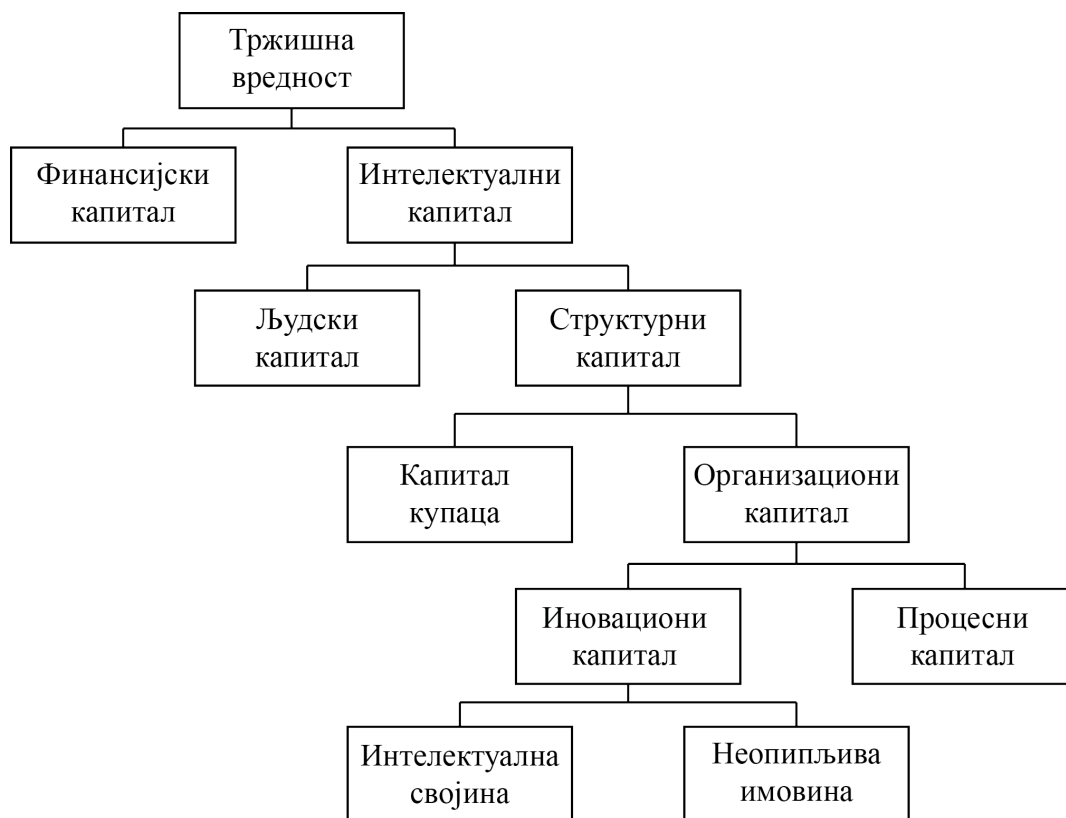 Тржишна
вредност
Финансијски
капитал
Интелектуални
капитал
Људски
капитал
Структурни
капитал
Капитал
купаца
Организациони
капитал
Иновациони
капитал
Процесни
капитал
Интелектуална
својина
Неопипљива
имовина